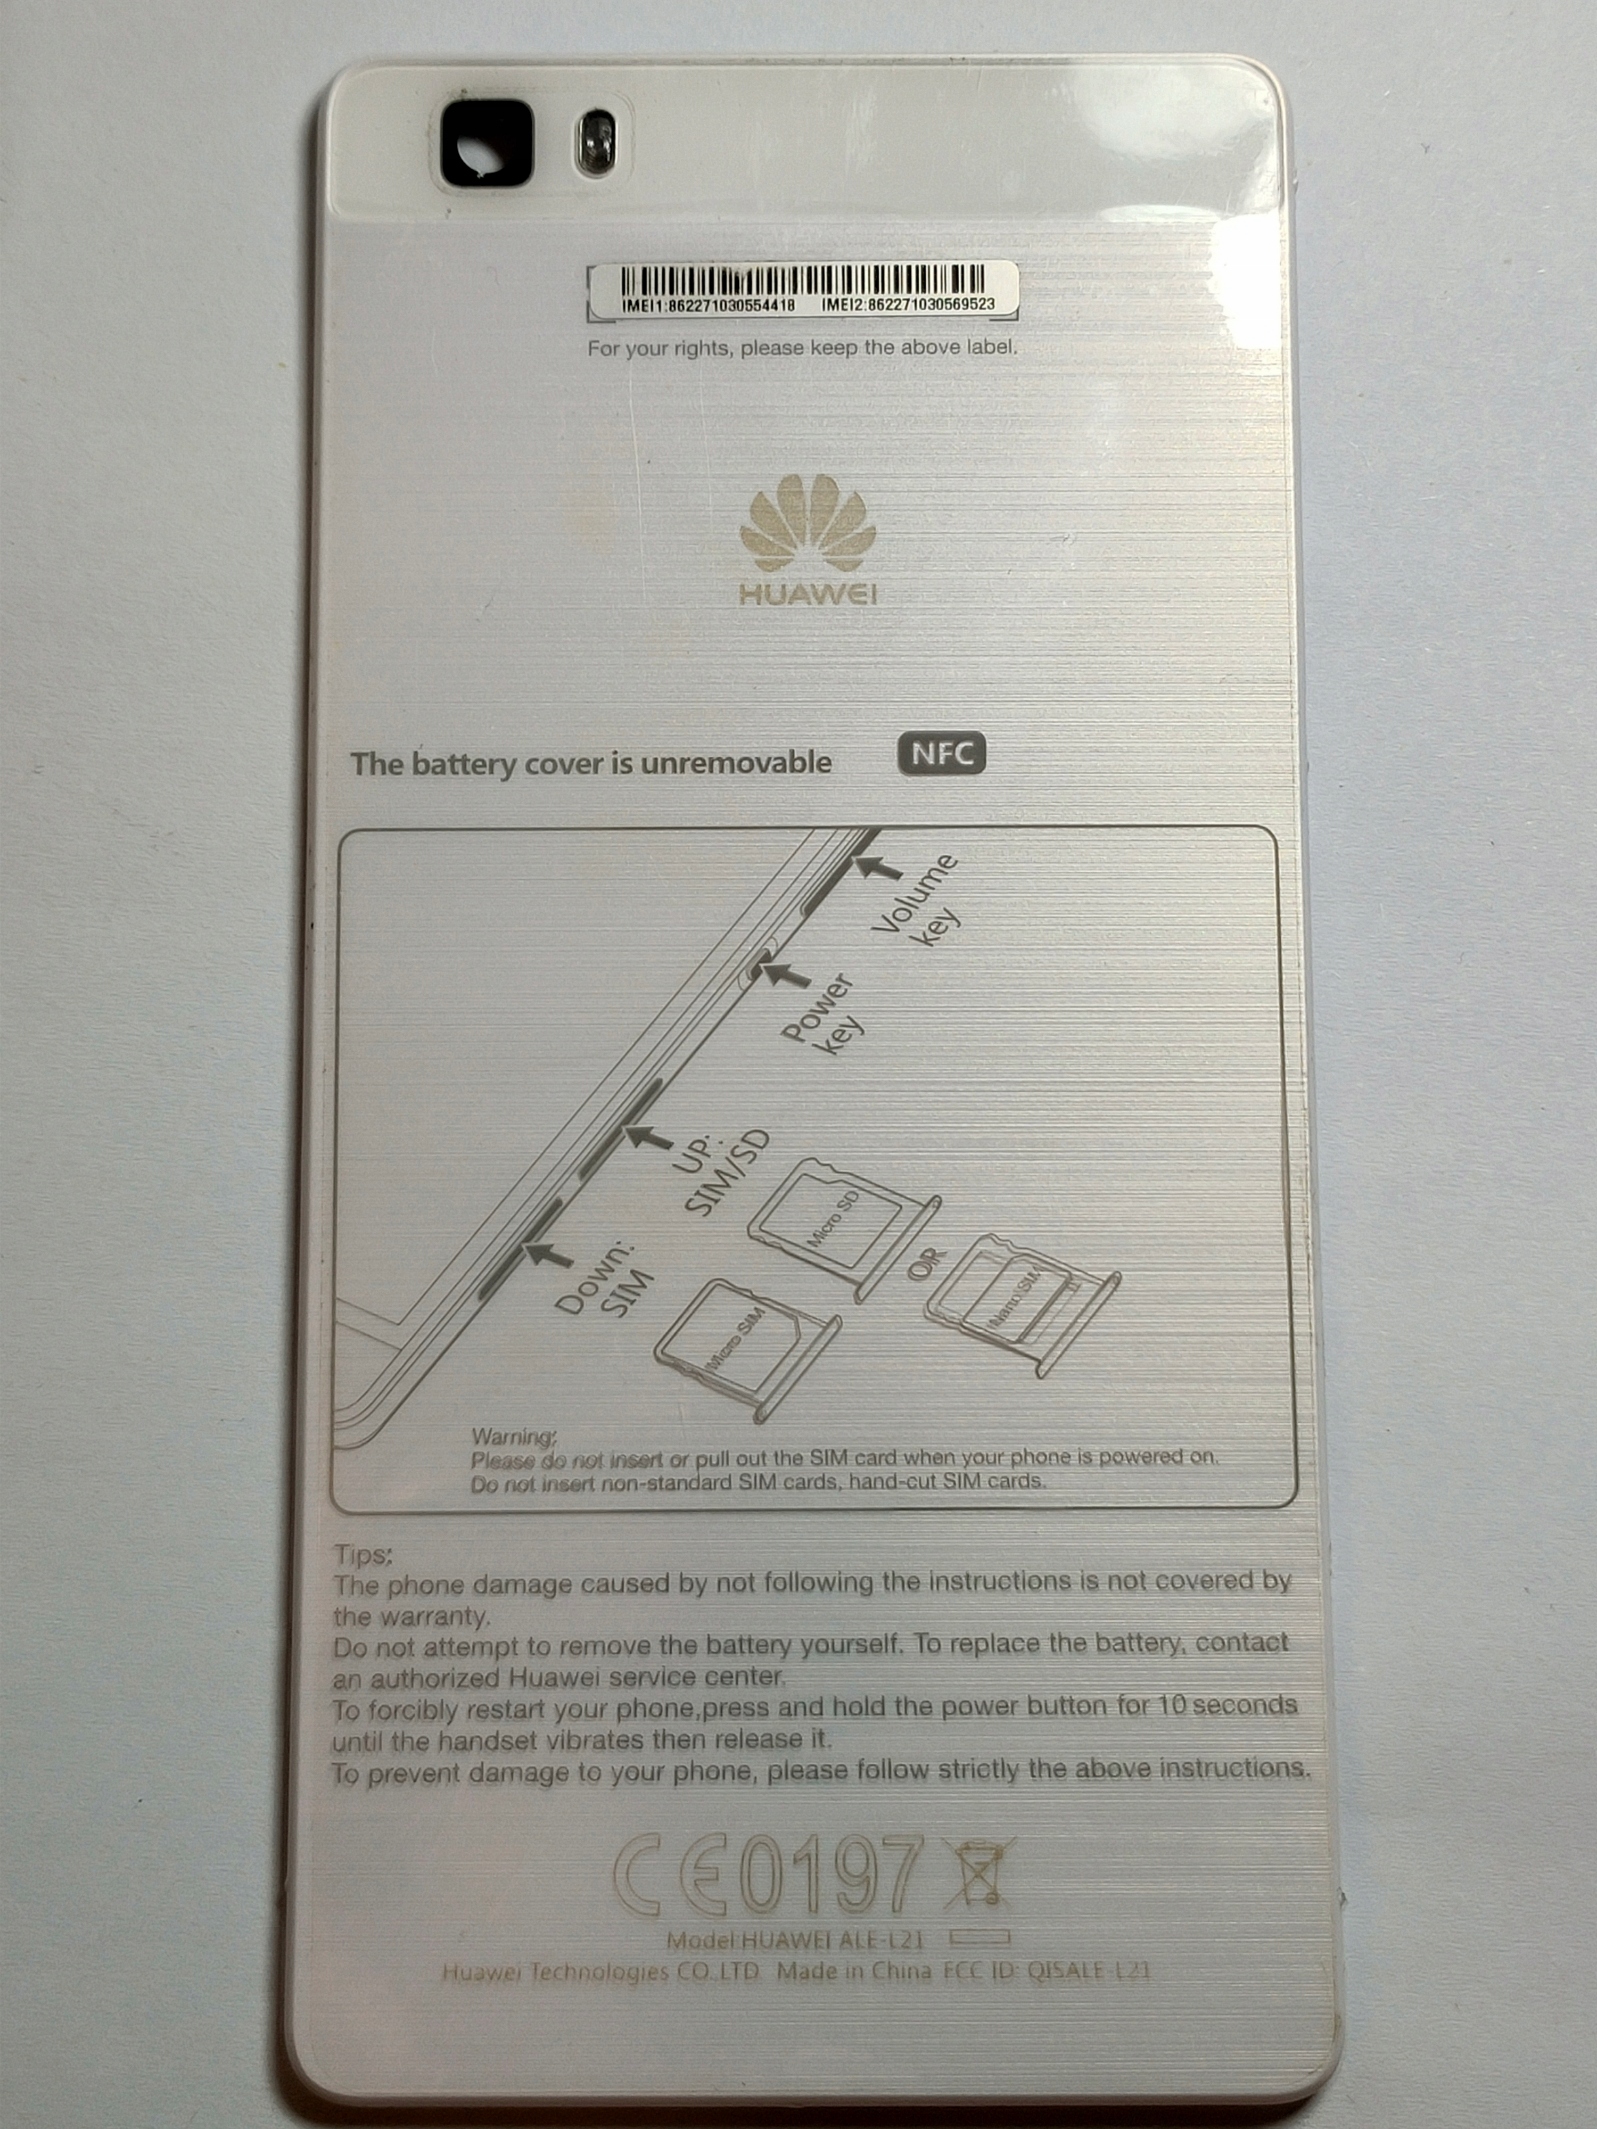 IMEI1:862271030554418 IMEI2:862271030569523
For your rights, please keep the above label.
HUAWEI
The battery cover is unremovable NFC
Volume
key
Power
key
UP:
SIM/SD
Down:
SIM
Micro SD
OR
Nano SIM
Micro SIM
Warning:
Please do not insert or pull out the SIM card when your phone is powered on.
Do not insert non-standard SIM cards, hand-cut SIM cards.
Tips:
The phone damage caused by not following the instructions is not covered by
the warranty.
Do not attempt to remove the battery yourself. To replace the battery, contact
an authorized Huawei service center.
To forcibly restart your phone,press and hold the power button for 10 seconds
until the handset vibrates then release it.
To prevent damage to your phone, please follow strictly the above instructions.
CE0197
Model:HUAWEI ALE-L21
Huawei Technologies CO.,LTD. Made in China FCC ID: QISALE-L21